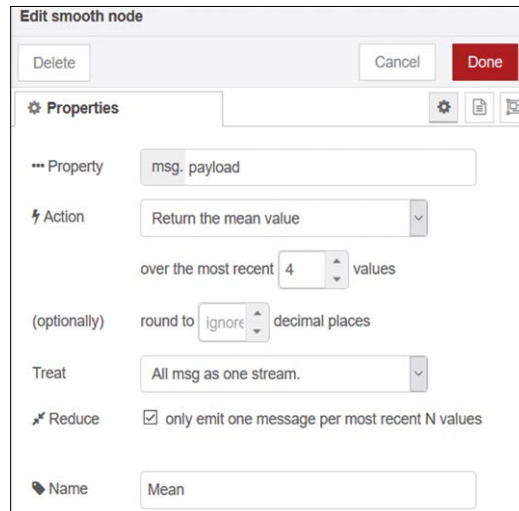 Edit smooth node
Delete Cancel Done
Properties
Property msg. payload
Action Return the mean value
over the most recent 4 values
(optionally) round to ignore decimal places
Treat All msg as one stream.
Reduce only emit one message per most recent N values
Name Mean